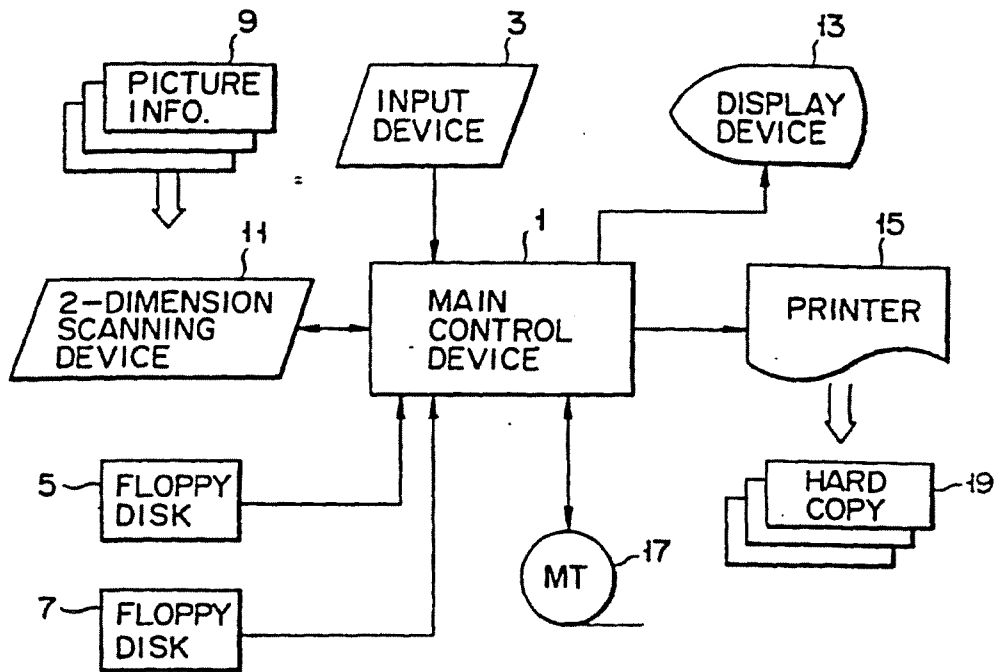 9
3
13
PICTURE
INFO.
INPUT
DEVICE
DISPLAY
DEVICE
11
1
15
2-DIMENSION
SCANNING
DEVICE
MAIN
CONTROL
DEVICE
PRINTER
5
FLOPPY
DISK
17
MT
HARD
COPY
19
7
FLOPPY
DISK